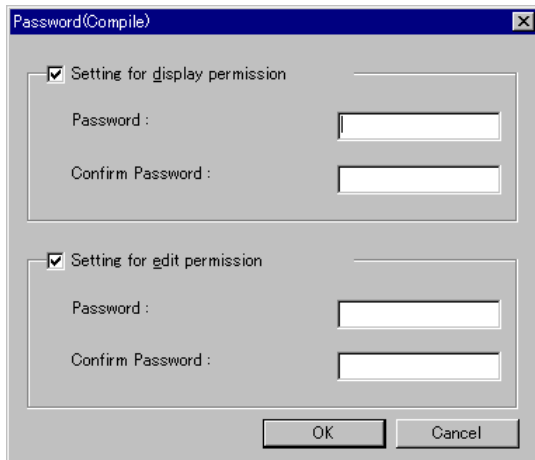 Password(Compile)
Setting for display permission
Password :
Confirm Password :
Setting for edit permission
Password :
Confirm Password :
OK
Cancel